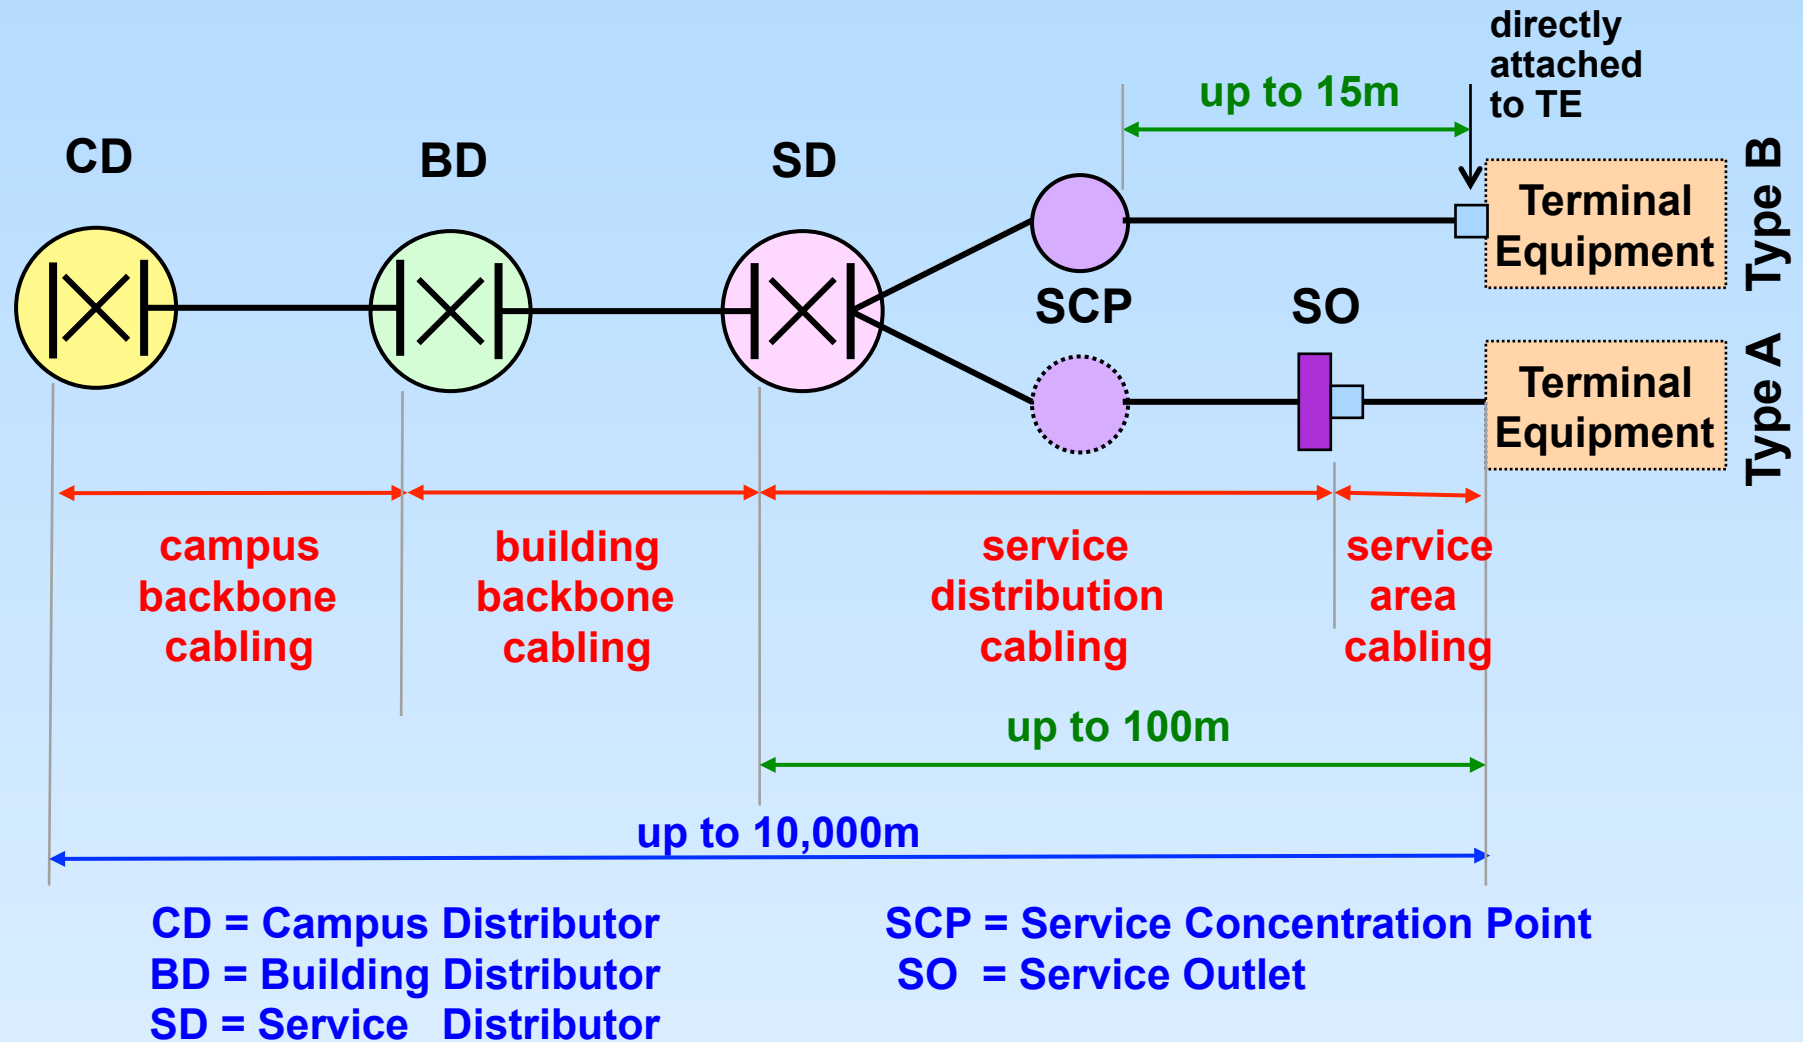 directly
attached
to TE
up to 15m
CD
BD
SD
Terminal
Equipment
Type B
SCP
SO
Terminal
Equipment
Type A
campus
backbone
cabling
building
backbone
cabling
service
distribution
cabling
service
area
cabling
up to 100m
up to 10,000m
CD = Campus Distributor
BD = Building Distributor
SD = Service Distributor
SCP = Service Concentration Point
SO = Service Outlet